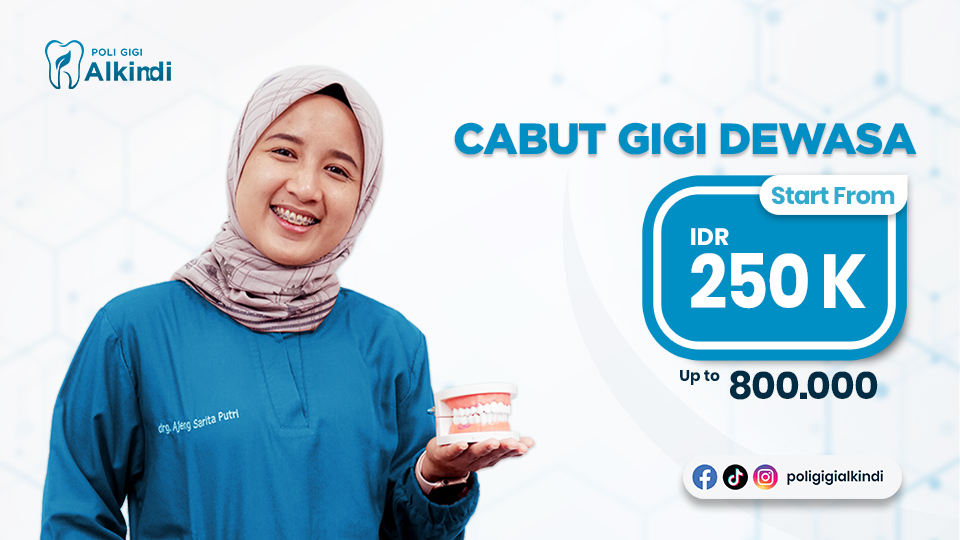 POLI GIGI
Alkindi
CABUT GIGI DEWASA
Start From
IDR
250 K
Up to 800.000
drg. Ajeng Sarita Putri
poligigialkindi